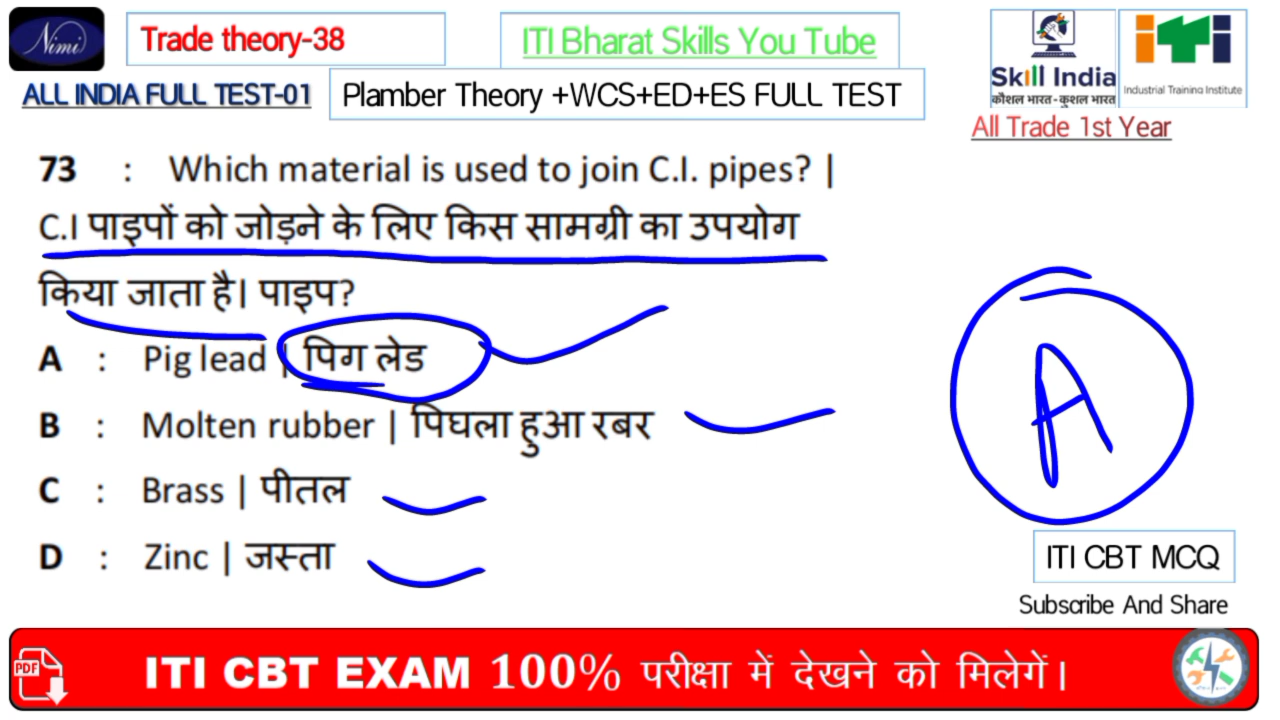 Nimi
Trade theory-38
ITI Bharat Skills You Tube
Skill India
कौशल भारत-कुशल भारत
iTi
Industrial Training Institute
ALL INDIA FULL TEST-01
Plamber Theory +WCS+ED+ES FULL TEST
All Trade 1st Year
73 : Which material is used to join C.I. pipes? |
C.I पाइपों को जोड़ने के लिए किस सामग्री का उपयोग
किया जाता है। पाइप?
A : Pig lead | पिग लेड
B : Molten rubber | पिघला हुआ रबर
C : Brass | पीतल
D : Zinc | जस्ता
A
ITI CBT MCQ
Subscribe And Share
PDF
ITI CBT EXAM 100% परीक्षा में देखने को मिलेगें।